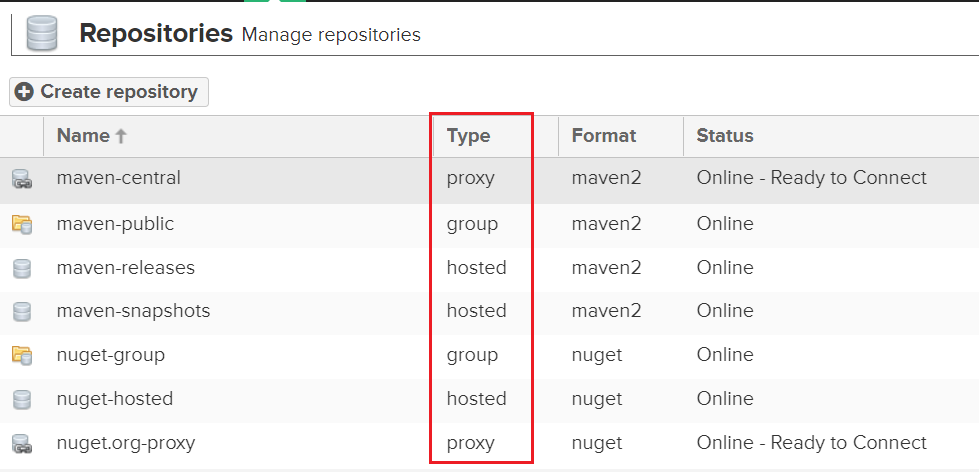 Repositories Manage repositories
Create repository
Name Type Format Status
maven-central proxy maven2 Online - Ready to Connect
maven-public group maven2 Online
maven-releases hosted maven2 Online
maven-snapshots hosted maven2 Online
nuget-group group nuget Online
nuget-hosted hosted nuget Online
nuget.org-proxy proxy nuget Online - Ready to Connect